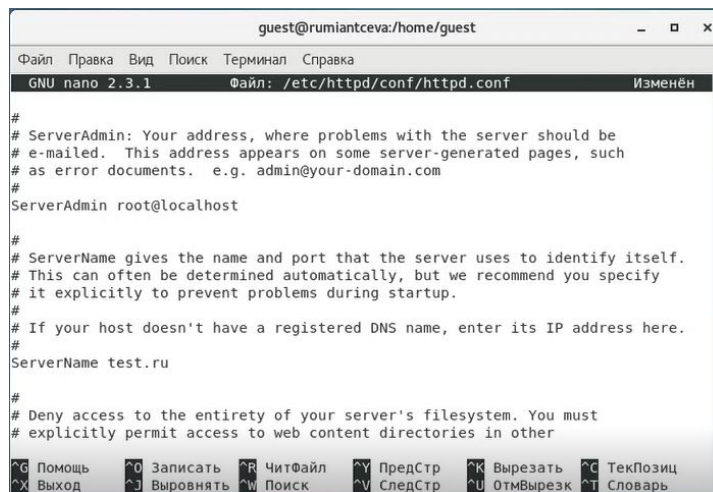 guest@rumiantceva:/home/guest
Файл Правка Вид Поиск Терминал Справка
GNU nano 2.3.1 Файл: /etc/httpd/conf/httpd.conf Изменён
#
# ServerAdmin: Your address, where problems with the server should be
# e-mailed.  This address appears on some server-generated pages, such
# as error documents.  e.g. admin@your-domain.com
#
ServerAdmin root@localhost
#
# ServerName gives the name and port that the server uses to identify itself.
# This can often be determined automatically, but we recommend you specify
# it explicitly to prevent problems during startup.
#
# If your host doesn't have a registered DNS name, enter its IP address here.
#
ServerName test.ru
#
# Deny access to the entirety of your server's filesystem. You must
# explicitly permit access to web content directories in other
^G Помощь ^O Записать ^R ЧитФайл ^Y ПредСтр ^K Вырезать ^C ТекПозиц
^X Выход ^J Выровнять ^W Поиск ^V СледСтр ^U ОтмВырезк ^T Словарь